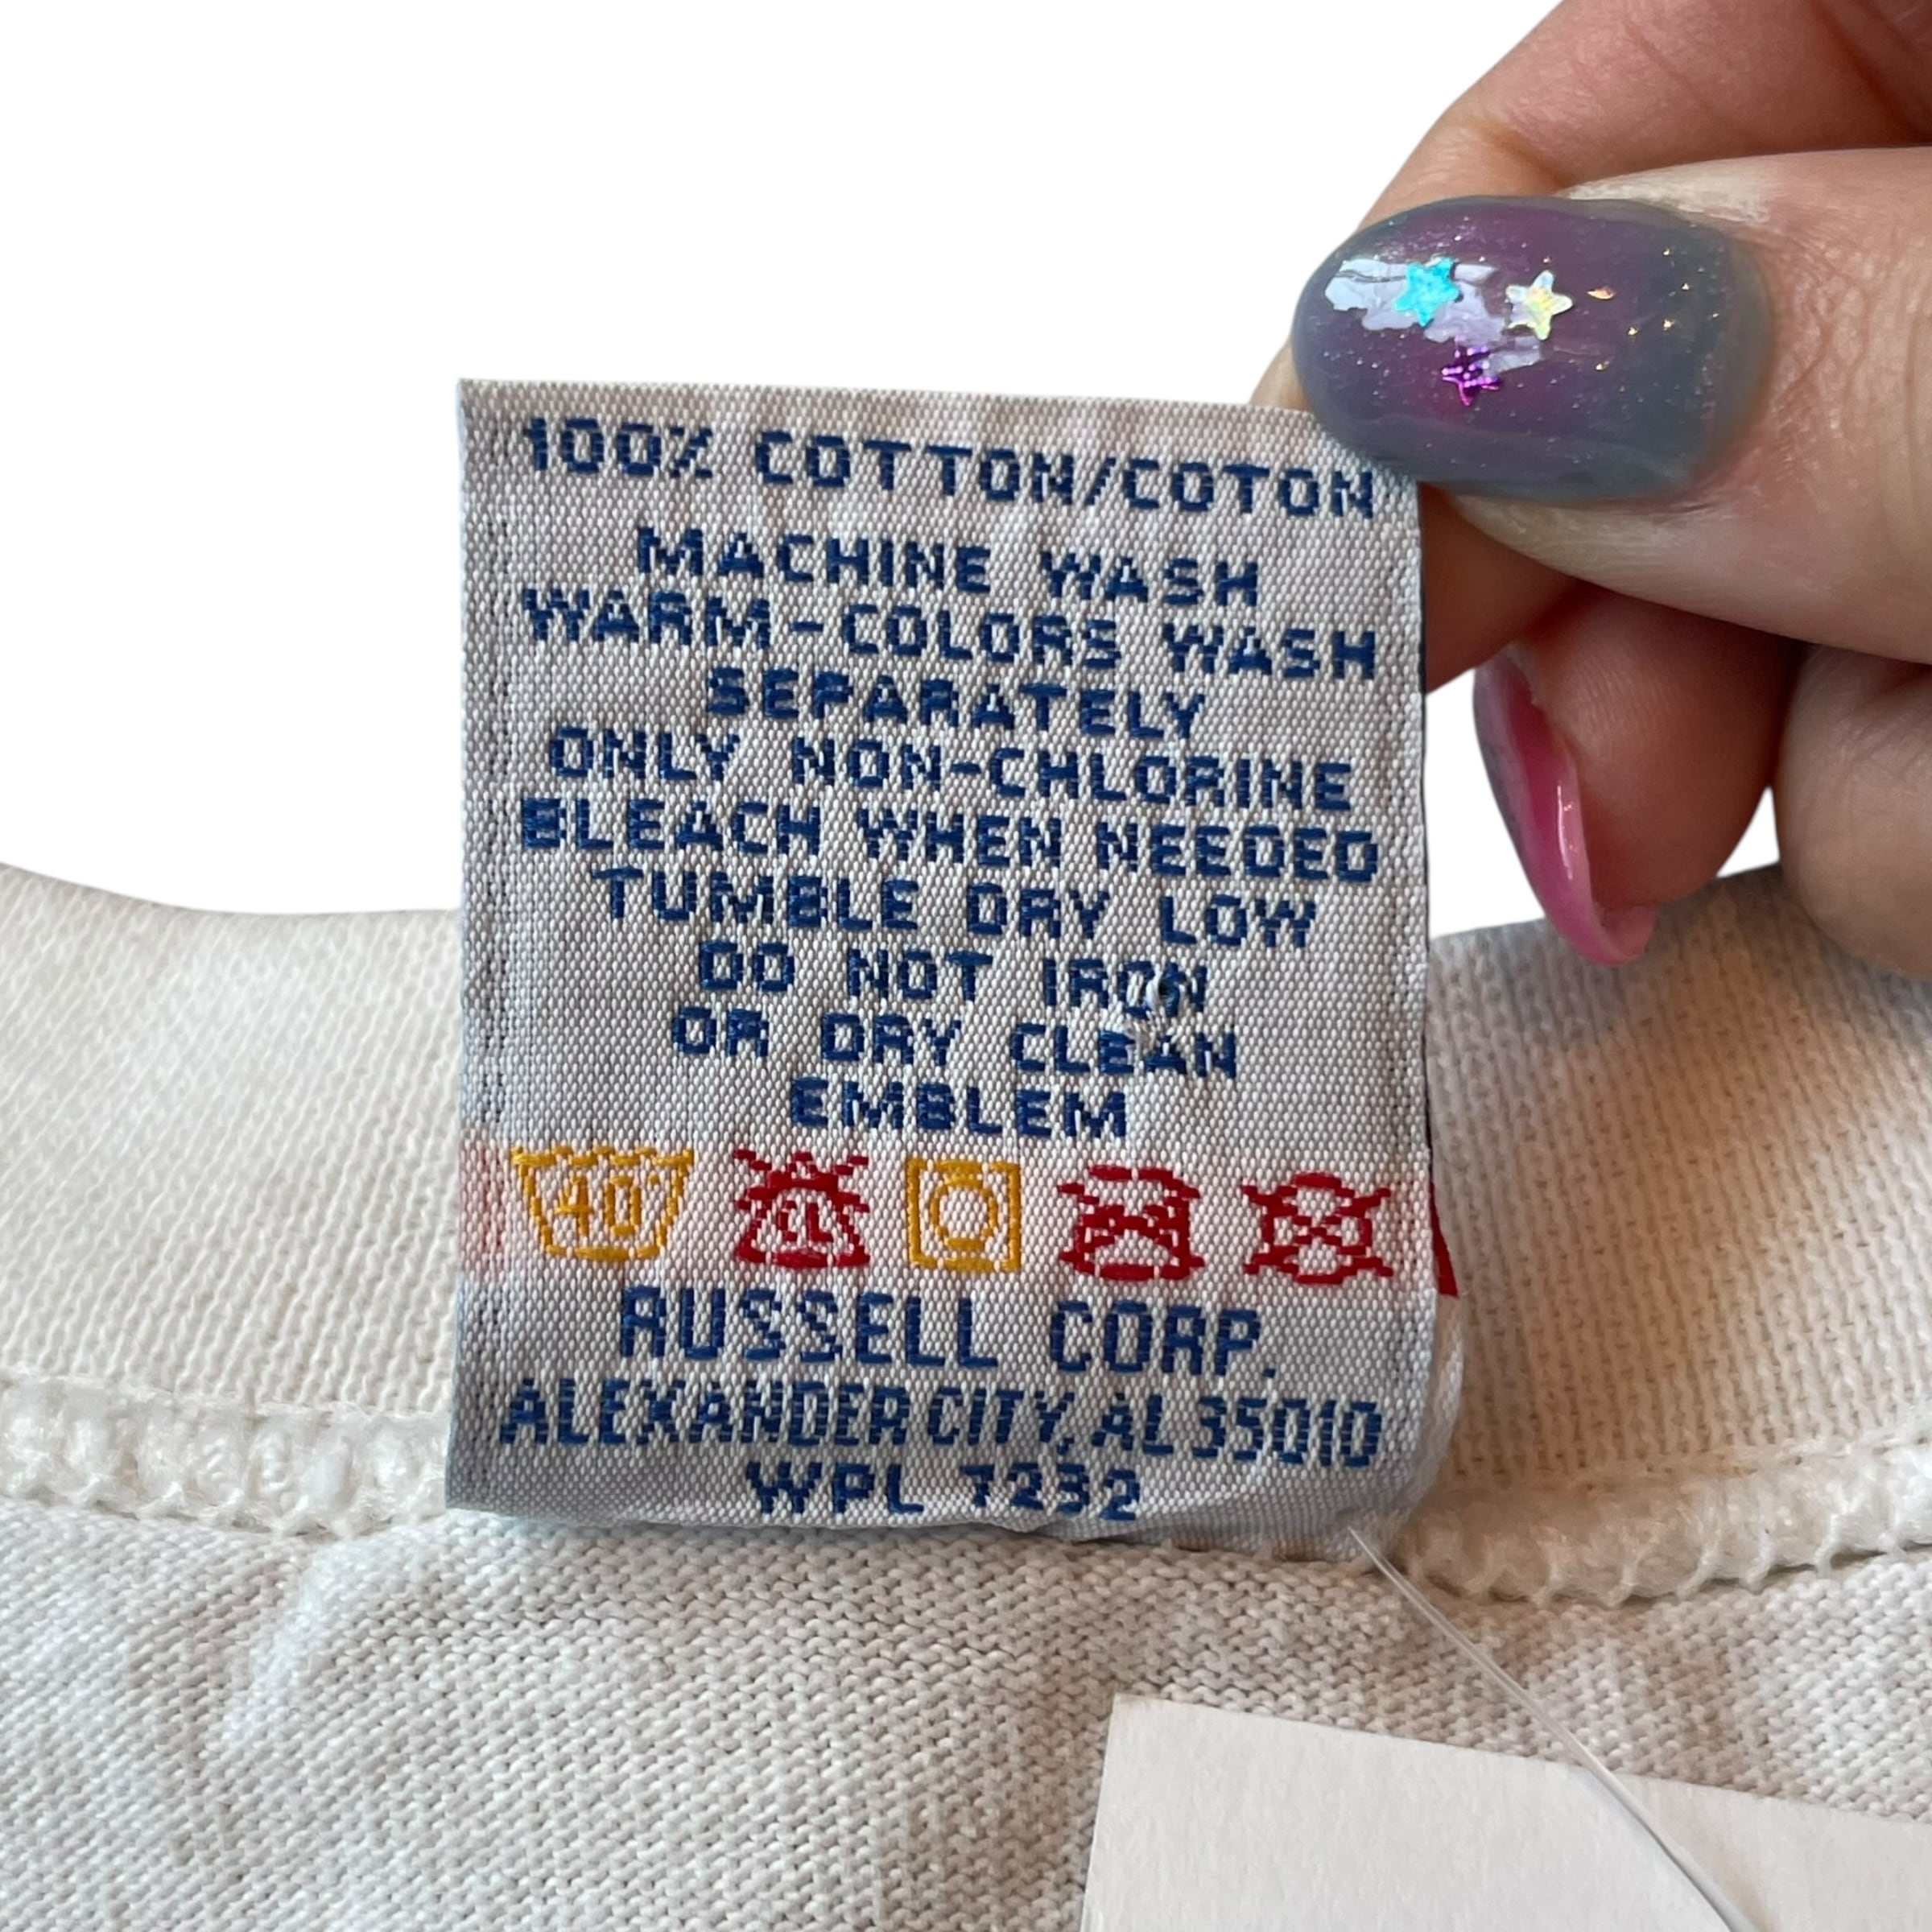 100% COTTON/COTON
MACHINE WASH
WARM-COLORS WASH
SEPARATELY
ONLY NON-CHLORINE
BLEACH WHEN NEEDED
TUMBLE DRY LOW
DO NOT IRON
OR DRY CLEAN
EMBLEM
40° CL
RUSSELL CORP.
ALEXANDER CITY, AL 35010
WPL 7232